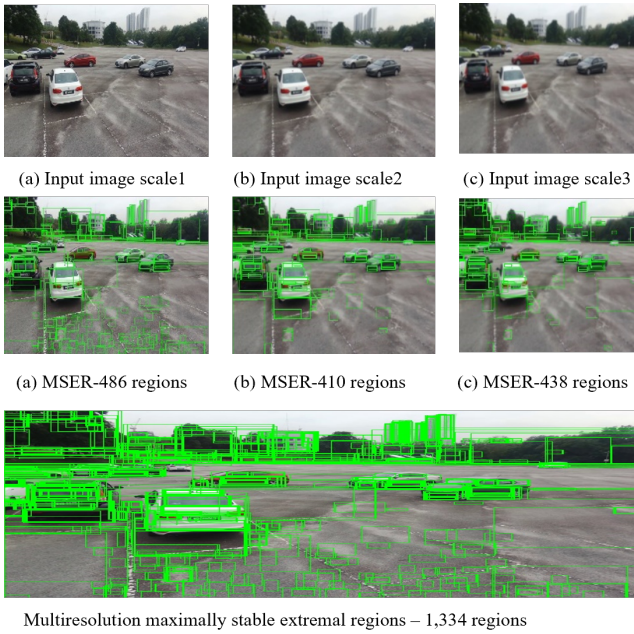 (a) Input image scale1
(b) Input image scale2
(c) Input image scale3
(a) MSER-486 regions
(b) MSER-410 regions
(c) MSER-438 regions
Multiresolution maximally stable extremal regions – 1,334 regions